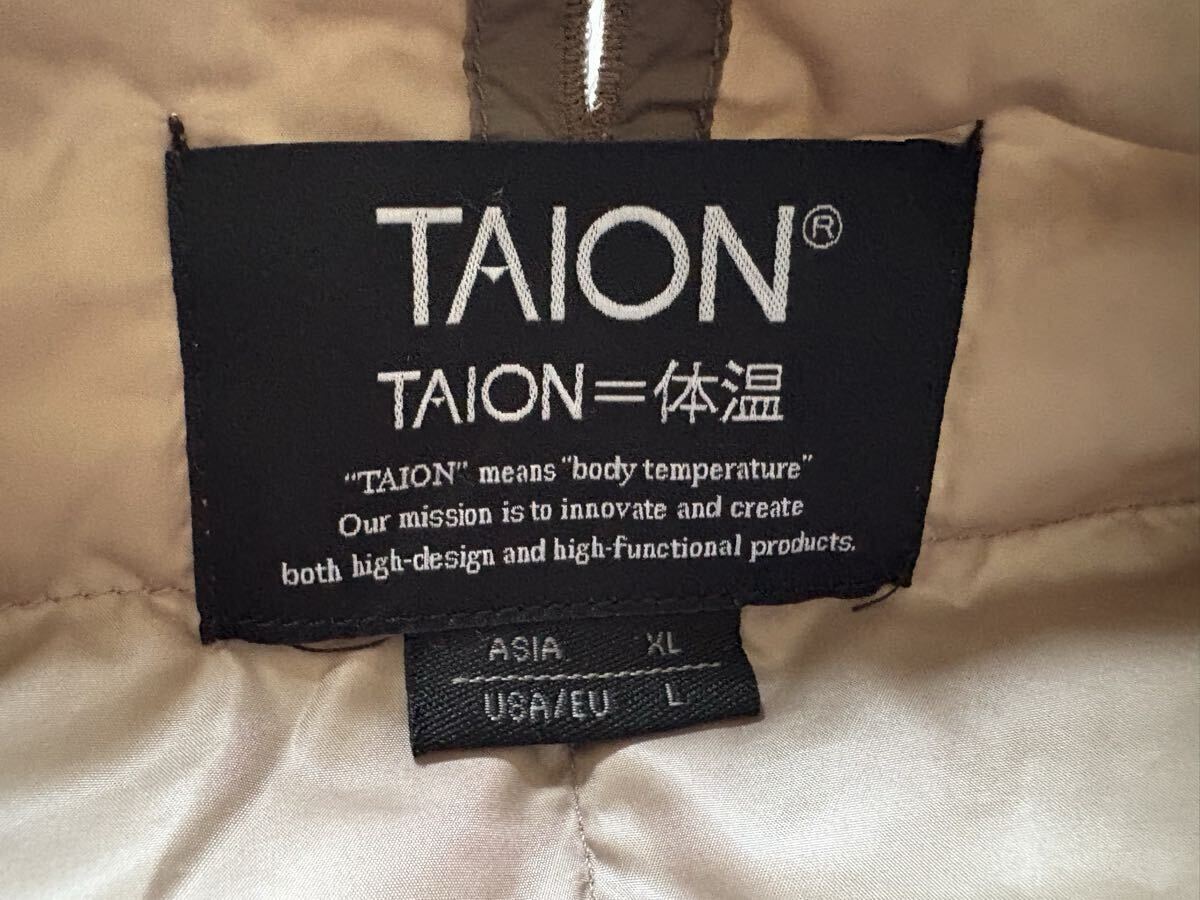 TAION®
TAION=体温
"TAION" means "body temperature"
Our mission is to innovate and create
both high-design and high-functional products.
ASIA XL
USA/EU L